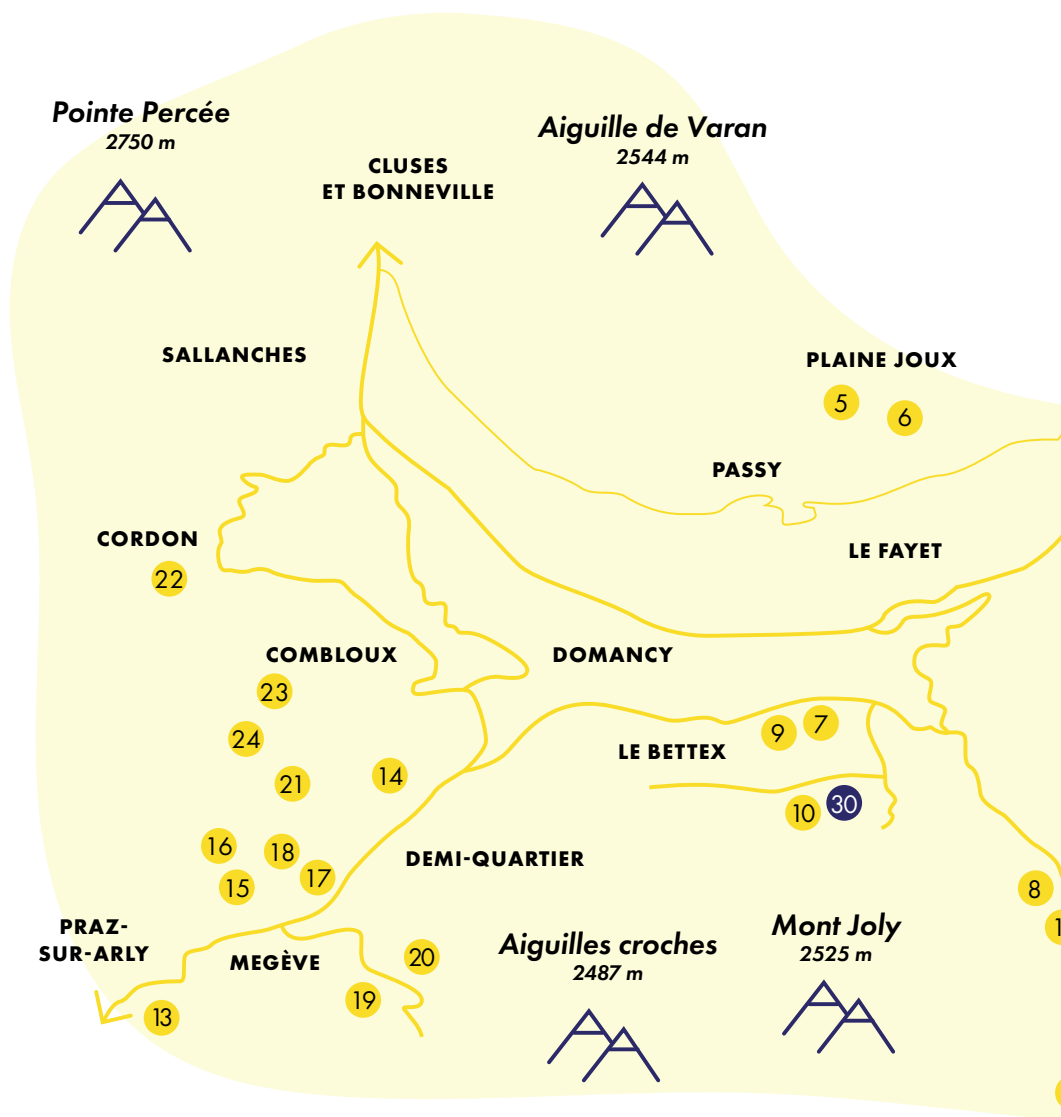 Pointe Percée
2750 m
Aiguille de Varan
2544 m
CLUSES
ET BONNEVILLE
SALLANCHES
PLAINE JOUX
5
6
PASSY
CORDON
LE FAYET
22
COMBLOUX
DOMANCY
23
24
9
7
LE BETTEX
21
14
10
30
16
18
15
17
DEMI-QUARTIER
8
PRAZ-
SUR-ARLY
MEGÈVE
20
Aiguilles croches
2487 m
Mont Joly
2525 m
19
13